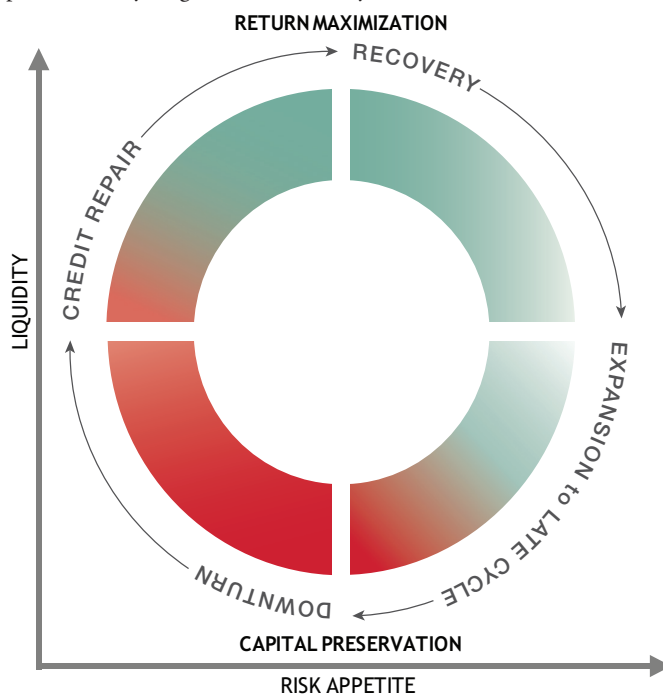 RETURN MAXIMIZATION
RECOVERY
CREDIT REPAIR
LIQUIDITY
EXPANSION to LATE CYCLE
DOWNTURN
CAPITAL PRESERVATION
RISK APPETITE